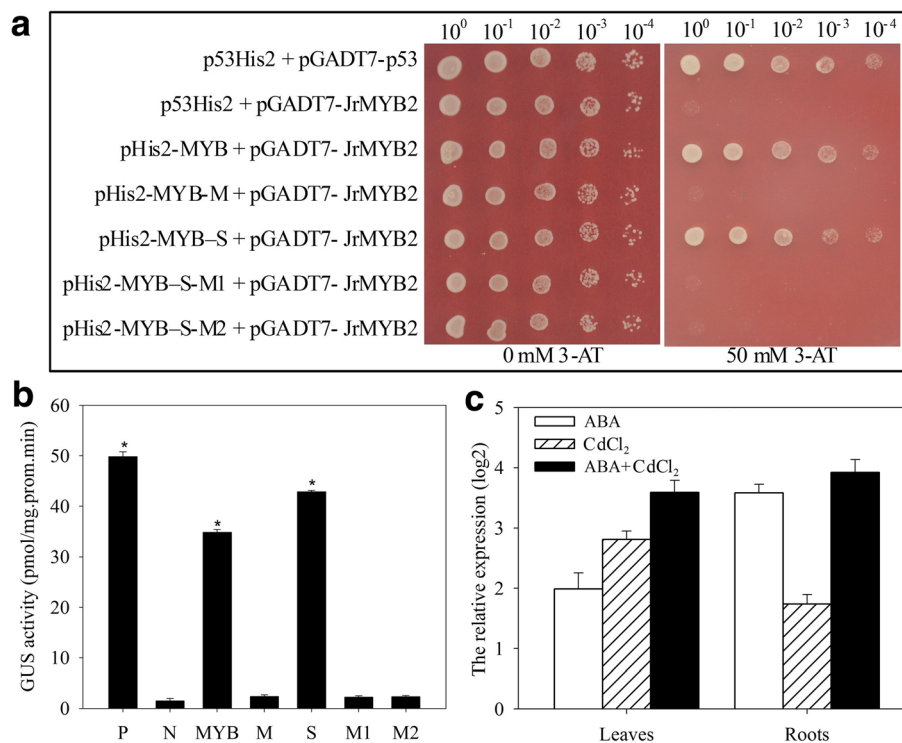 a
10⁰ 10⁻¹ 10⁻² 10⁻³ 10⁻⁴ 10⁰ 10⁻¹ 10⁻² 10⁻³ 10⁻⁴
p53His2 + pGADT7-p53
p53His2 + pGADT7- JrMYB2
pHis2-MYB + pGADT7- JrMYB2
pHis2-MYB-M + pGADT7- JrMYB2
pHis2-MYB–S + pGADT7- JrMYB2
pHis2-MYB–S-M1 + pGADT7- JrMYB2
pHis2-MYB–S-M2 + pGADT7- JrMYB2
0 mM 3-AT 50 mM 3-AT
b
GUS activity (pmol/mg.prom.min)
60
50
40
30
20
10
0
* * *
P N MYB M S M1 M2
c
The relative expression (log2)
5
4
3
2
1
0
ABA
CdCl₂
ABA+CdCl₂
Leaves Roots